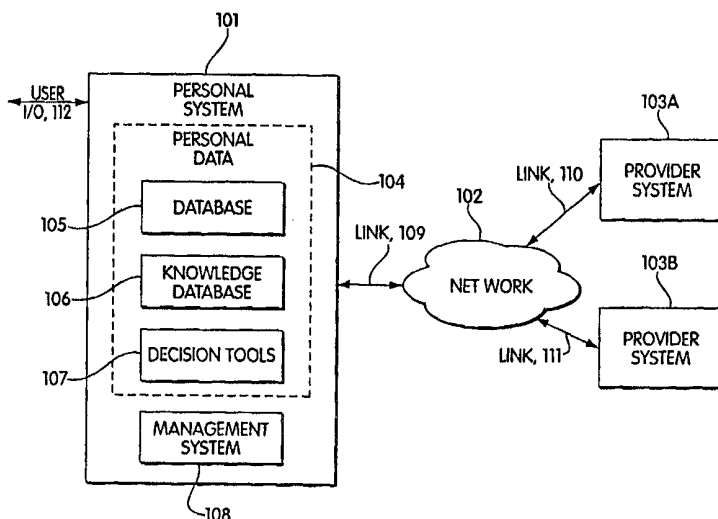 101
USER
I/O, 112
PERSONAL
SYSTEM
PERSONAL
DATA
104
105
DATABASE
106
KNOWLEDGE
DATABASE
107
DECISION TOOLS
MANAGEMENT
SYSTEM
108
LINK, 109
102
NET WORK
LINK, 110
103A
PROVIDER
SYSTEM
103B
PROVIDER
SYSTEM
LINK, 111